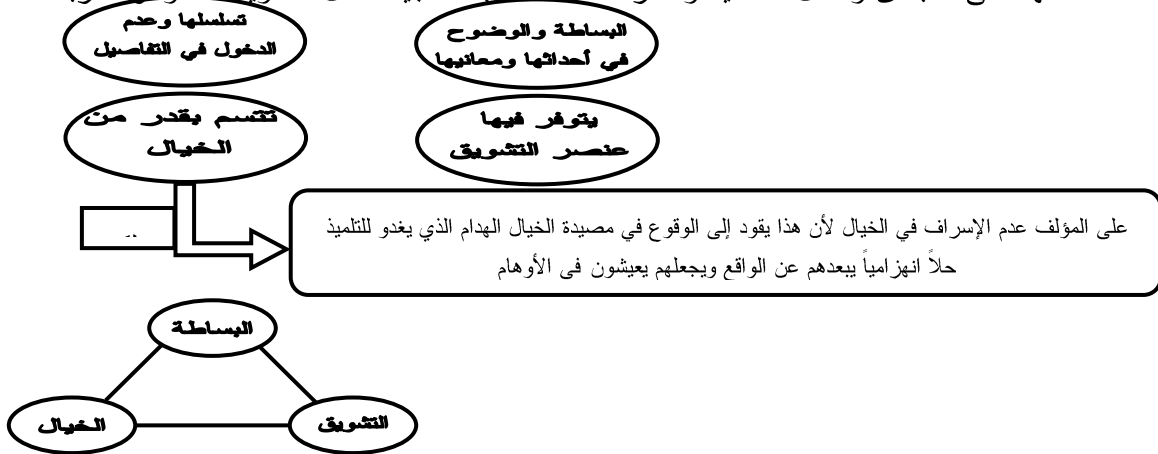 البساطة والوضوح
في أحداثها ومعانيها
تسلسلها وعدم
الدخول في التفاصيل
يتوفر فيها
عنصر التشويق
تتسم بقدر من
الخيال
على المؤلف عدم الإسراف في الخيال لأن هذا يقود إلى الوقوع في مصيدة الخيال الهدام الذي يغدو للتلميذ
حلاً انهزامياً يبعدهم عن الواقع ويجعلهم يعيشون فى الأوهام
البساطة
التشويق
الخيال